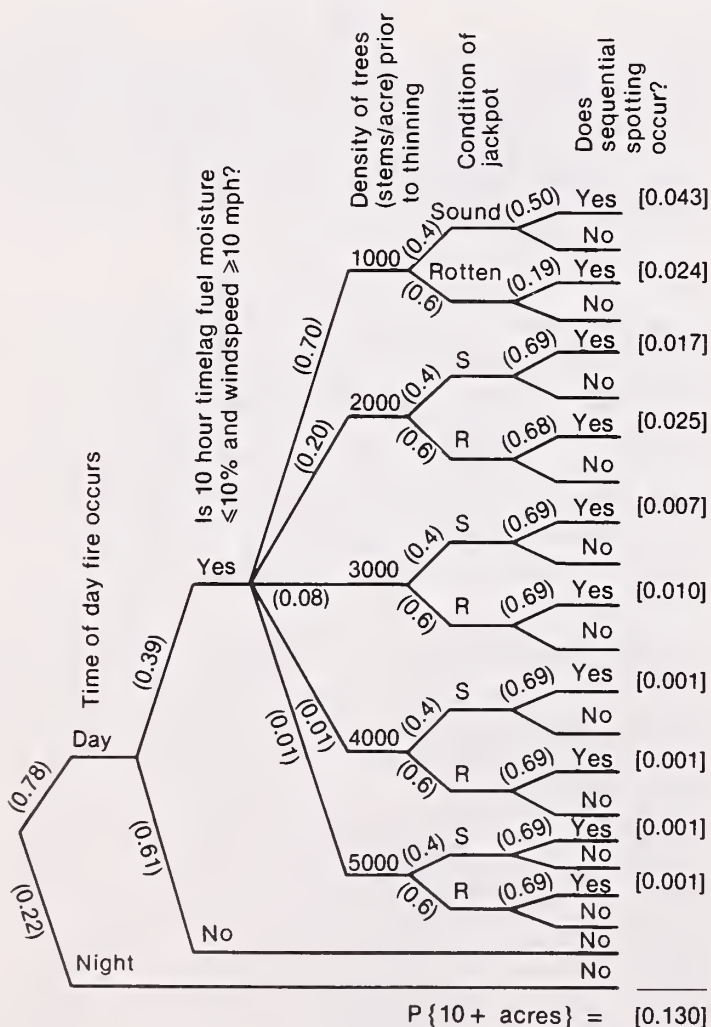 Time of day fire occurs
Is 10 hour timelag fuel moisture
⩽10% and windspeed ⩾10 mph?
Density of trees
(stems/acre) prior
to thinning
Condition of
jackpot
Does
sequential
spotting
occur?
(0.78)
Day
(0.22)
Night
(0.39)
Yes
(0.61)
No
(0.70)
1000
(0.4)
Sound
(0.50)
Yes
[0.043]
No
(0.6)
Rotten
(0.19)
Yes
[0.024]
No
(0.20)
2000
(0.4)
S
(0.69)
Yes
[0.017]
No
(0.6)
R
(0.68)
Yes
[0.025]
No
(0.08)
3000
(0.4)
S
(0.69)
Yes
[0.007]
No
(0.6)
R
(0.69)
Yes
[0.010]
No
(0.01)
4000
(0.4)
S
(0.69)
Yes
[0.001]
No
(0.6)
R
(0.69)
Yes
[0.001]
No
(0.01)
5000
(0.4)
S
(0.69)
Yes
[0.001]
No
(0.6)
R
(0.69)
Yes
[0.001]
No
No
No
P{10+ acres} = [0.130]